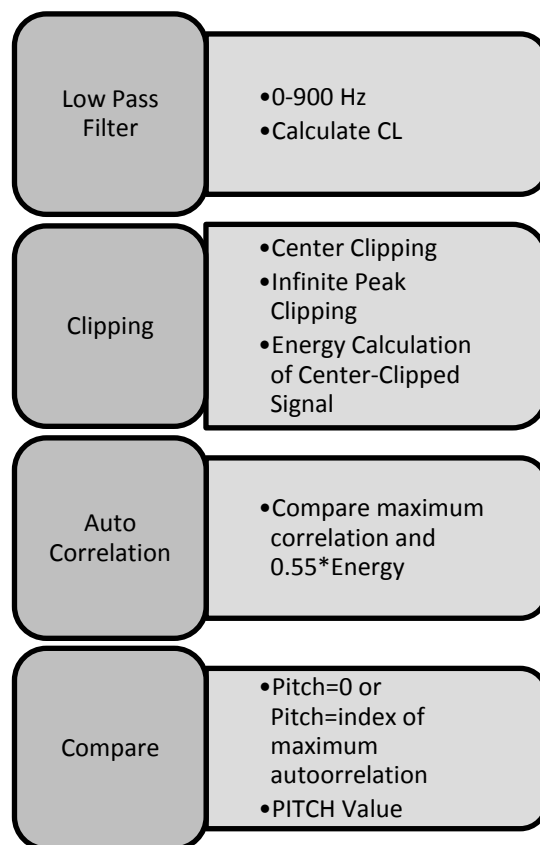 Low Pass
Filter
•0-900 Hz
•Calculate CL
Clipping
•Center Clipping
•Infinite Peak
Clipping
•Energy Calculation
of Center-Clipped
Signal
Auto
Correlation
•Compare maximum
correlation and
0.55*Energy
Compare
•Pitch=0 or
Pitch=index of
maximum
autoorrelation
•PITCH Value